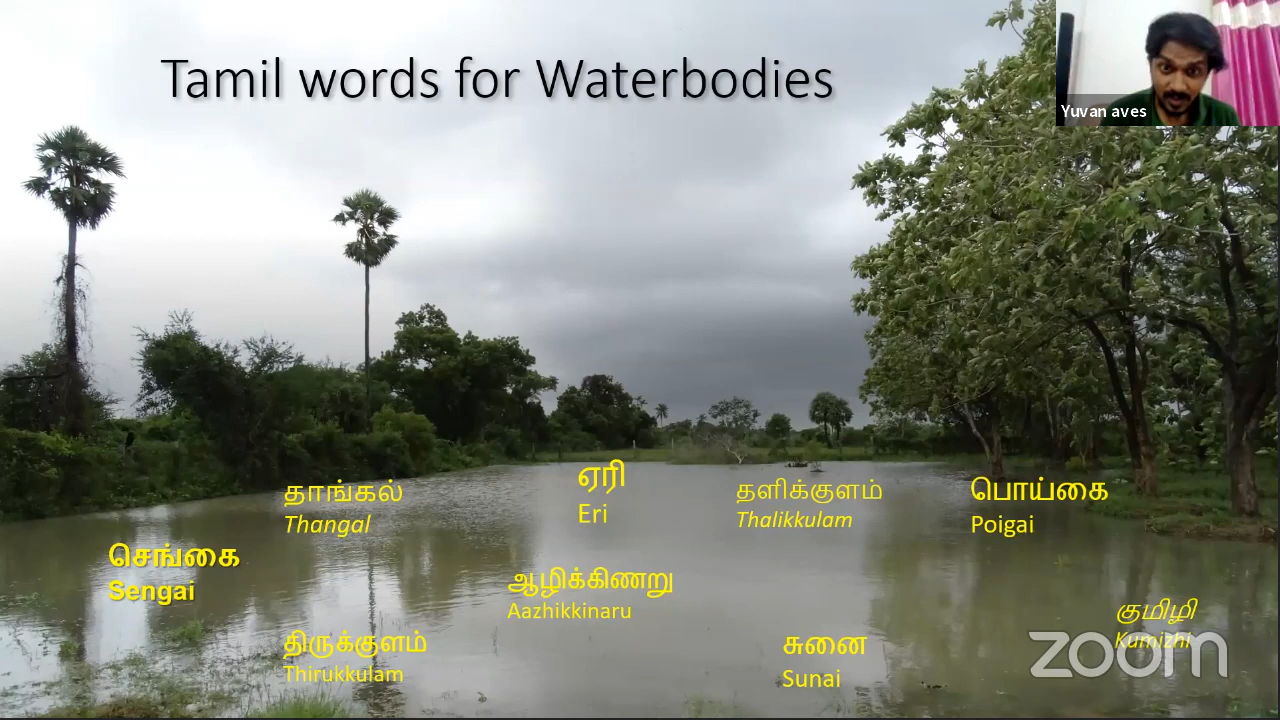 Tamil words for Waterbodies
Yuvan aves
தாங்கல்
Thangal
ஏரி
Eri
தளிக்குளம்
Thalikkulam
பொய்கை
Poigai
செங்கை
Sengai
ஆழிக்கிணறு
Aazhikkinaru
குமிழி
Kumizhi
திருக்குளம்
Thirukkulam
சுனை
Sunai
zoom